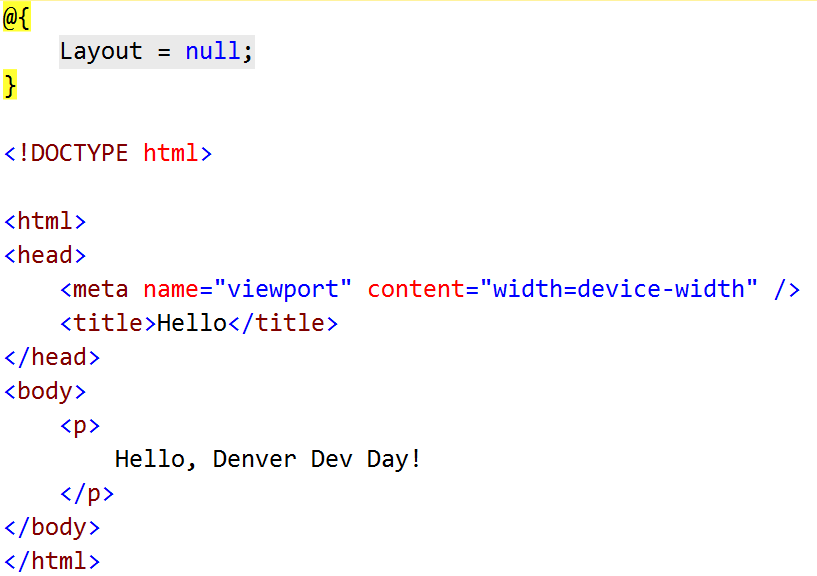 @{
    Layout = null;
}

<!DOCTYPE html>

<html>
<head>
    <meta name="viewport" content="width=device-width" />
    <title>Hello</title>
</head>
<body>
    <p>
        Hello, Denver Dev Day!
    </p>
</body>
</html>